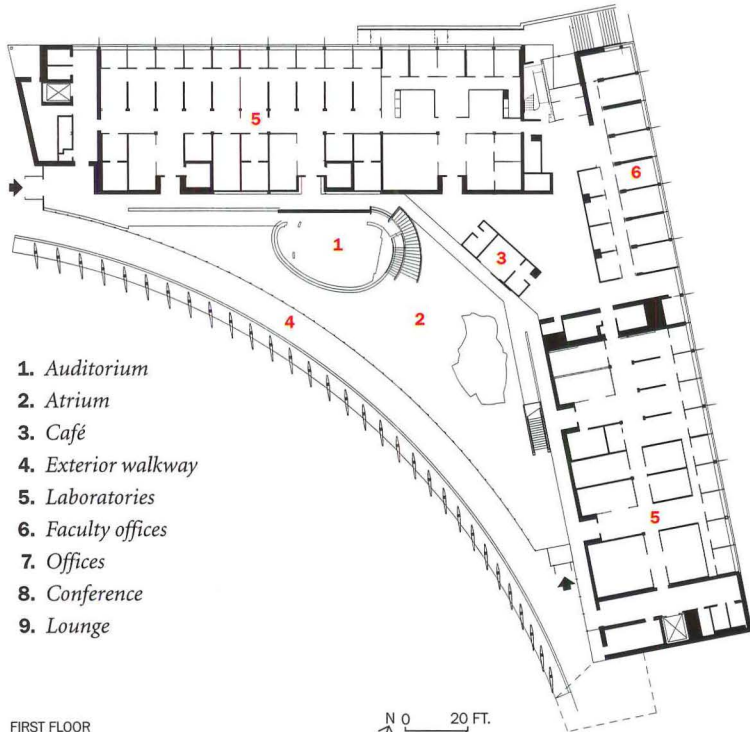 5
6
1
3
4
2
5
1. Auditorium
2. Atrium
3. Café
4. Exterior walkway
5. Laboratories
6. Faculty offices
7. Offices
8. Conference
9. Lounge
FIRST FLOOR
N 0 20 FT.